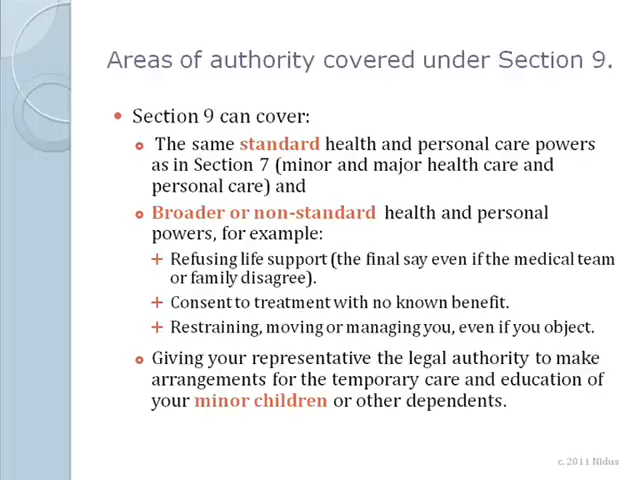 Areas of authority covered under Section 9.
• Section 9 can cover:
The same standard health and personal care powers
as in Section 7 (minor and major health care and
personal care) and
Broader or non-standard health and personal
powers, for example:
+ Refusing life support (the final say even if the medical team
or family disagree).
+ Consent to treatment with no known benefit.
+ Restraining, moving or managing you, even if you object.
Giving your representative the legal authority to make
arrangements for the temporary care and education of
your minor children or other dependents.
c. 2011 Nidus